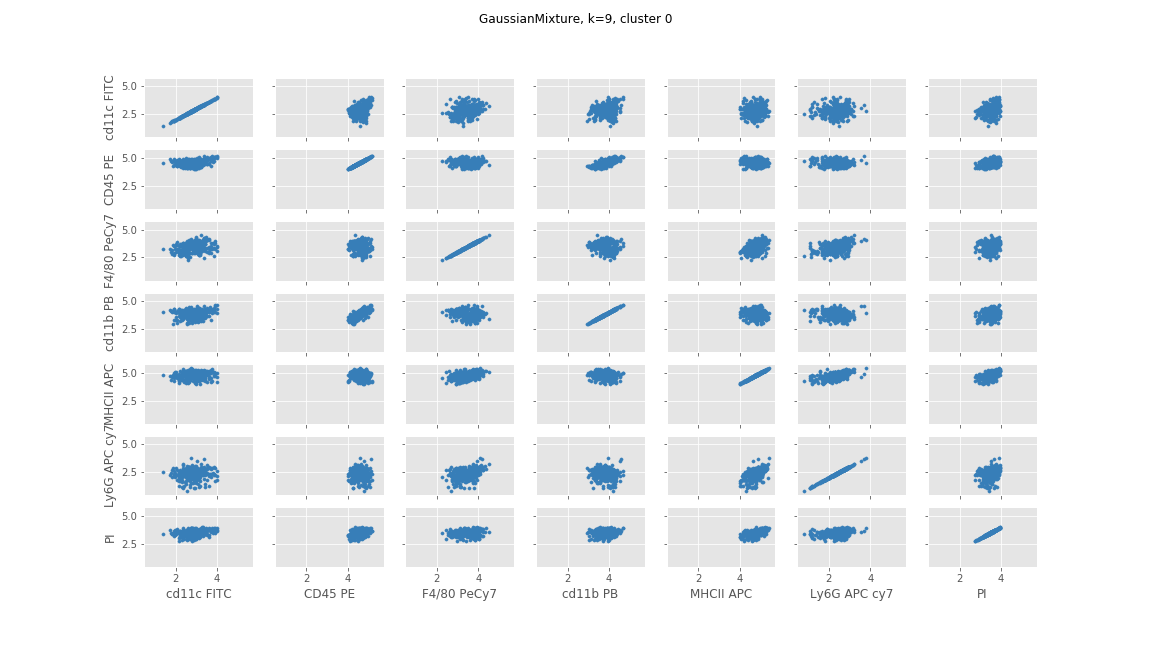 GaussianMixture, k=9, cluster 0
cd11c FITC
5.0
2.5
CD45 PE
5.0
2.5
F4/80 PeCy7
5.0
2.5
cd11b PB
5.0
2.5
MHCII APC
5.0
2.5
Ly6G APC cy7
5.0
2.5
PI
5.0
2.5
2 4 2 4 2 4 2 4 2 4 2 4 2 4
cd11c FITC CD45 PE F4/80 PeCy7 cd11b PB MHCII APC Ly6G APC cy7 PI